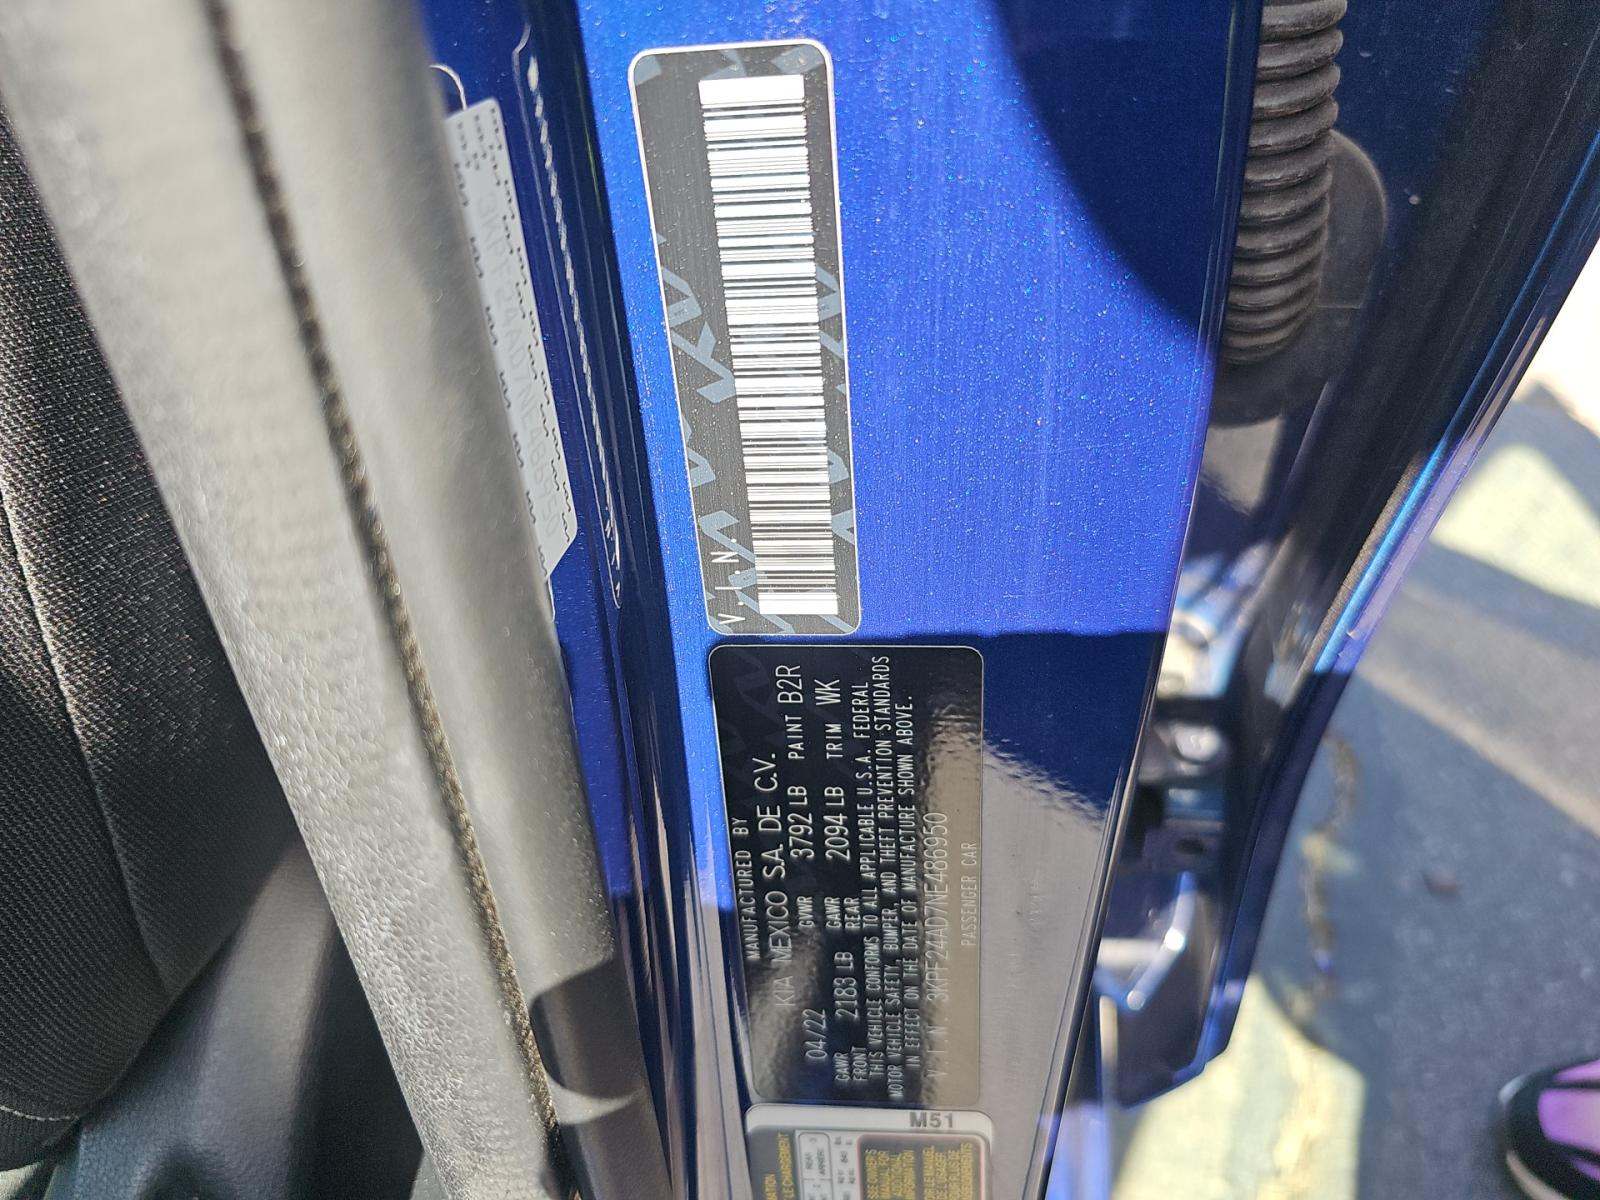 V.I.N.
MANUFACTURED BY
KIA MEXICO S.A. DE C.V.
04/22 GVWR 3792 LB PAINT B2R
GAWR FRONT 2183 LB GAWR REAR 2094 LB TRIM WK
THIS VEHICLE CONFORMS TO ALL APPLICABLE U.S.A. FEDERAL
MOTOR VEHICLE SAFETY, BUMPER, AND THEFT PREVENTION STANDARDS
IN EFFECT ON THE DATE OF MANUFACTURE SHOWN ABOVE.
V.I.N. 3KPF24AD7NE486950
PASSENGER CAR
M51
3KPF24AD7NE486950